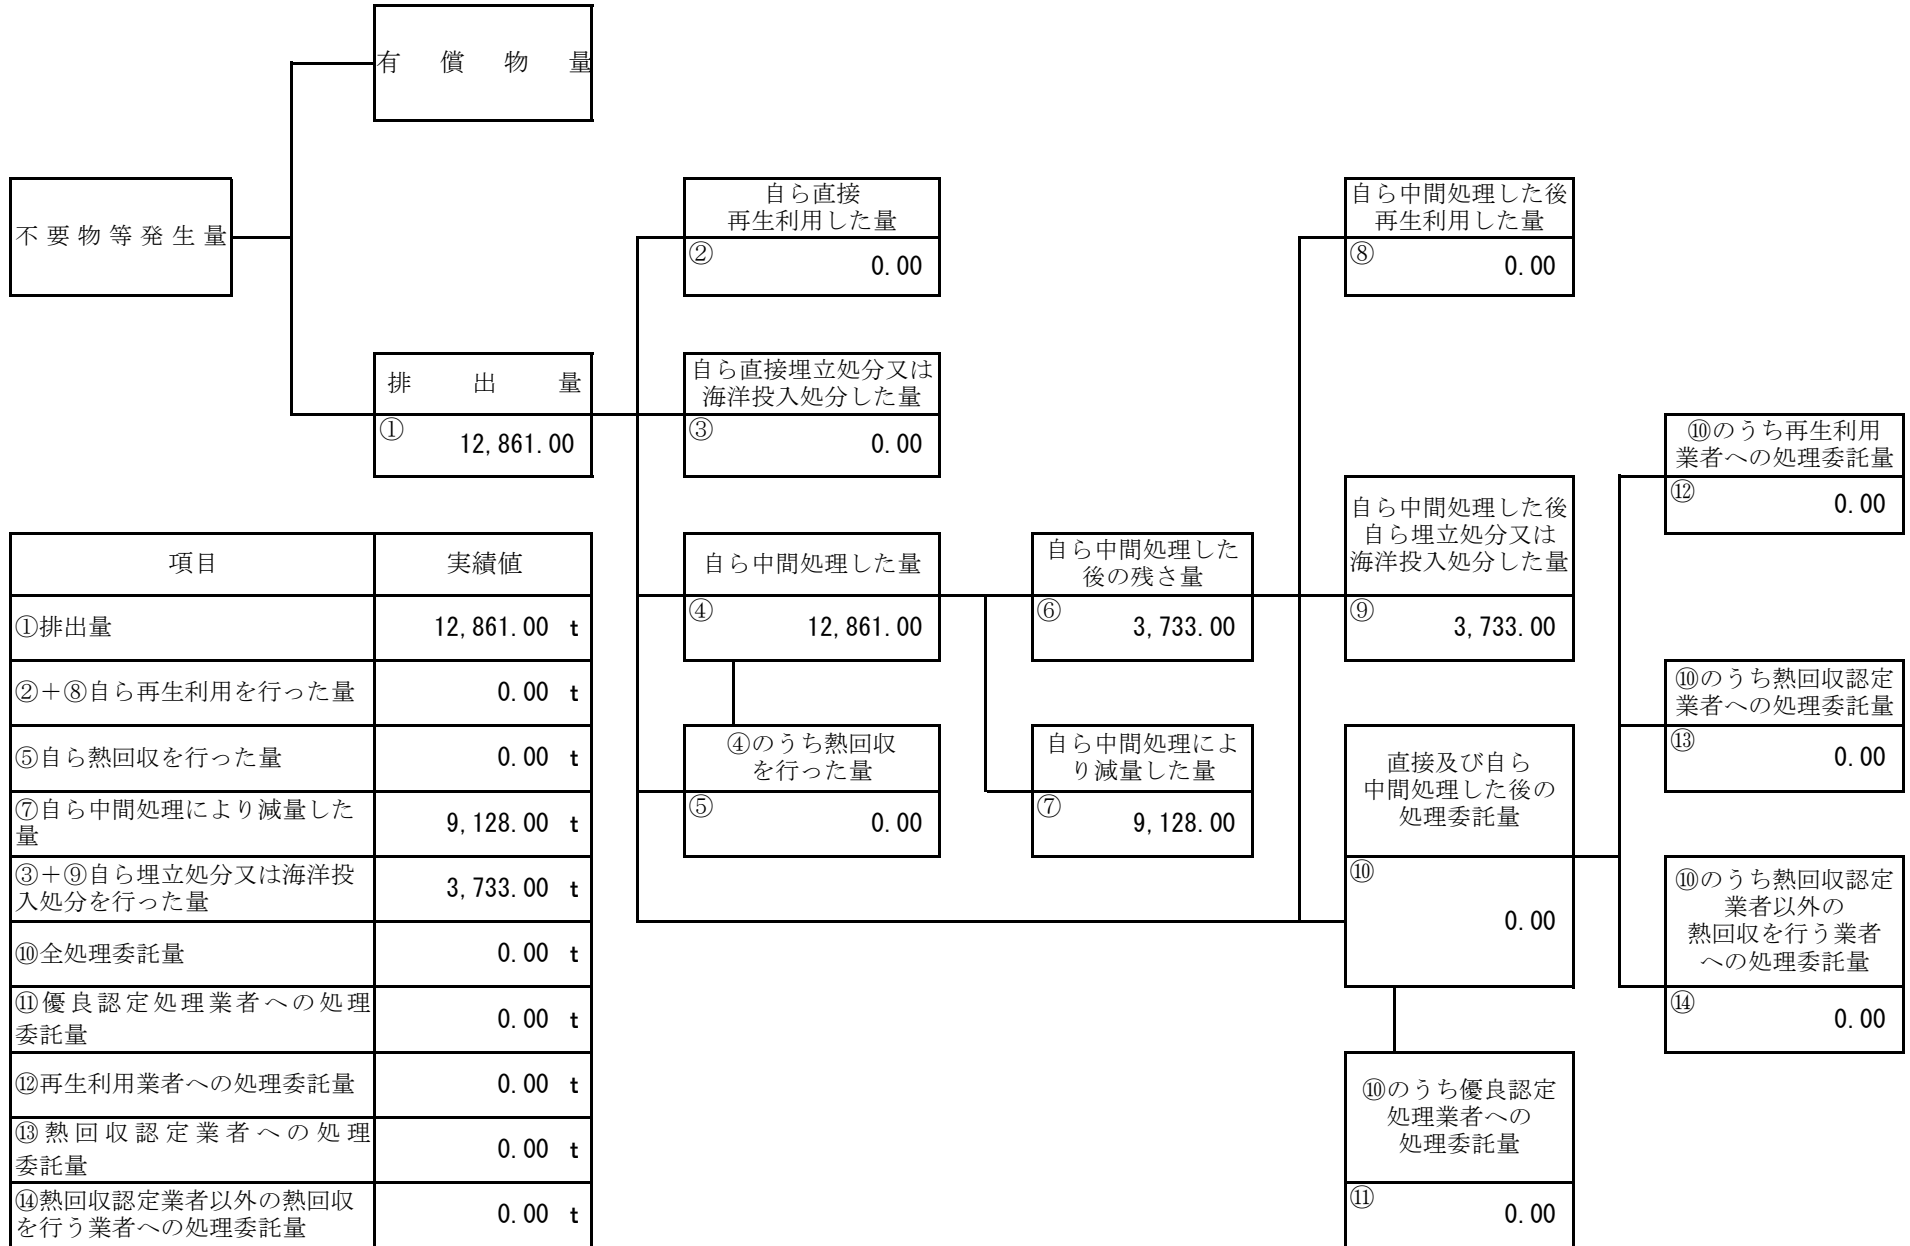 有償物量
不要物等発生量
排出量
①
12,861.00
自ら直接
再生利用した量
②
0.00
自ら直接埋立処分又は
海洋投入処分した量
③
0.00
自ら中間処理した量
④
12,861.00
④のうち熱回収
を行った量
⑤
0.00
自ら中間処理した
後の残さ量
⑥
3,733.00
自ら中間処理によ
り減量した量
⑦
9,128.00
自ら中間処理した後
再生利用した量
⑧
0.00
自ら中間処理した後
自ら埋立処分又は
海洋投入処分した量
⑨
3,733.00
直接及び自ら
中間処理した後の
処理委託量
⑩
0.00
⑩のうち優良認定
処理業者への
処理委託量
⑪
0.00
⑩のうち再生利用
業者への処理委託量
⑫
0.00
⑩のうち熱回収認定
業者への処理委託量
⑬
0.00
⑩のうち熱回収認定
業者以外の
熱回収を行う業者
への処理委託量
⑭
0.00
項目 実績値
①排出量 12,861.00 t
②+⑧自ら再生利用を行った量 0.00 t
⑤自ら熱回収を行った量 0.00 t
⑦自ら中間処理により減量した
量 9,128.00 t
③+⑨自ら埋立処分又は海洋投
入処分を行った量 3,733.00 t
⑩全処理委託量 0.00 t
⑪優良認定処理業者への処理
委託量 0.00 t
⑫再生利用業者への処理委託量 0.00 t
⑬熱回収認定業者への処理
委託量 0.00 t
⑭熱回収認定業者以外の熱回収
を行う業者への処理委託量 0.00 t